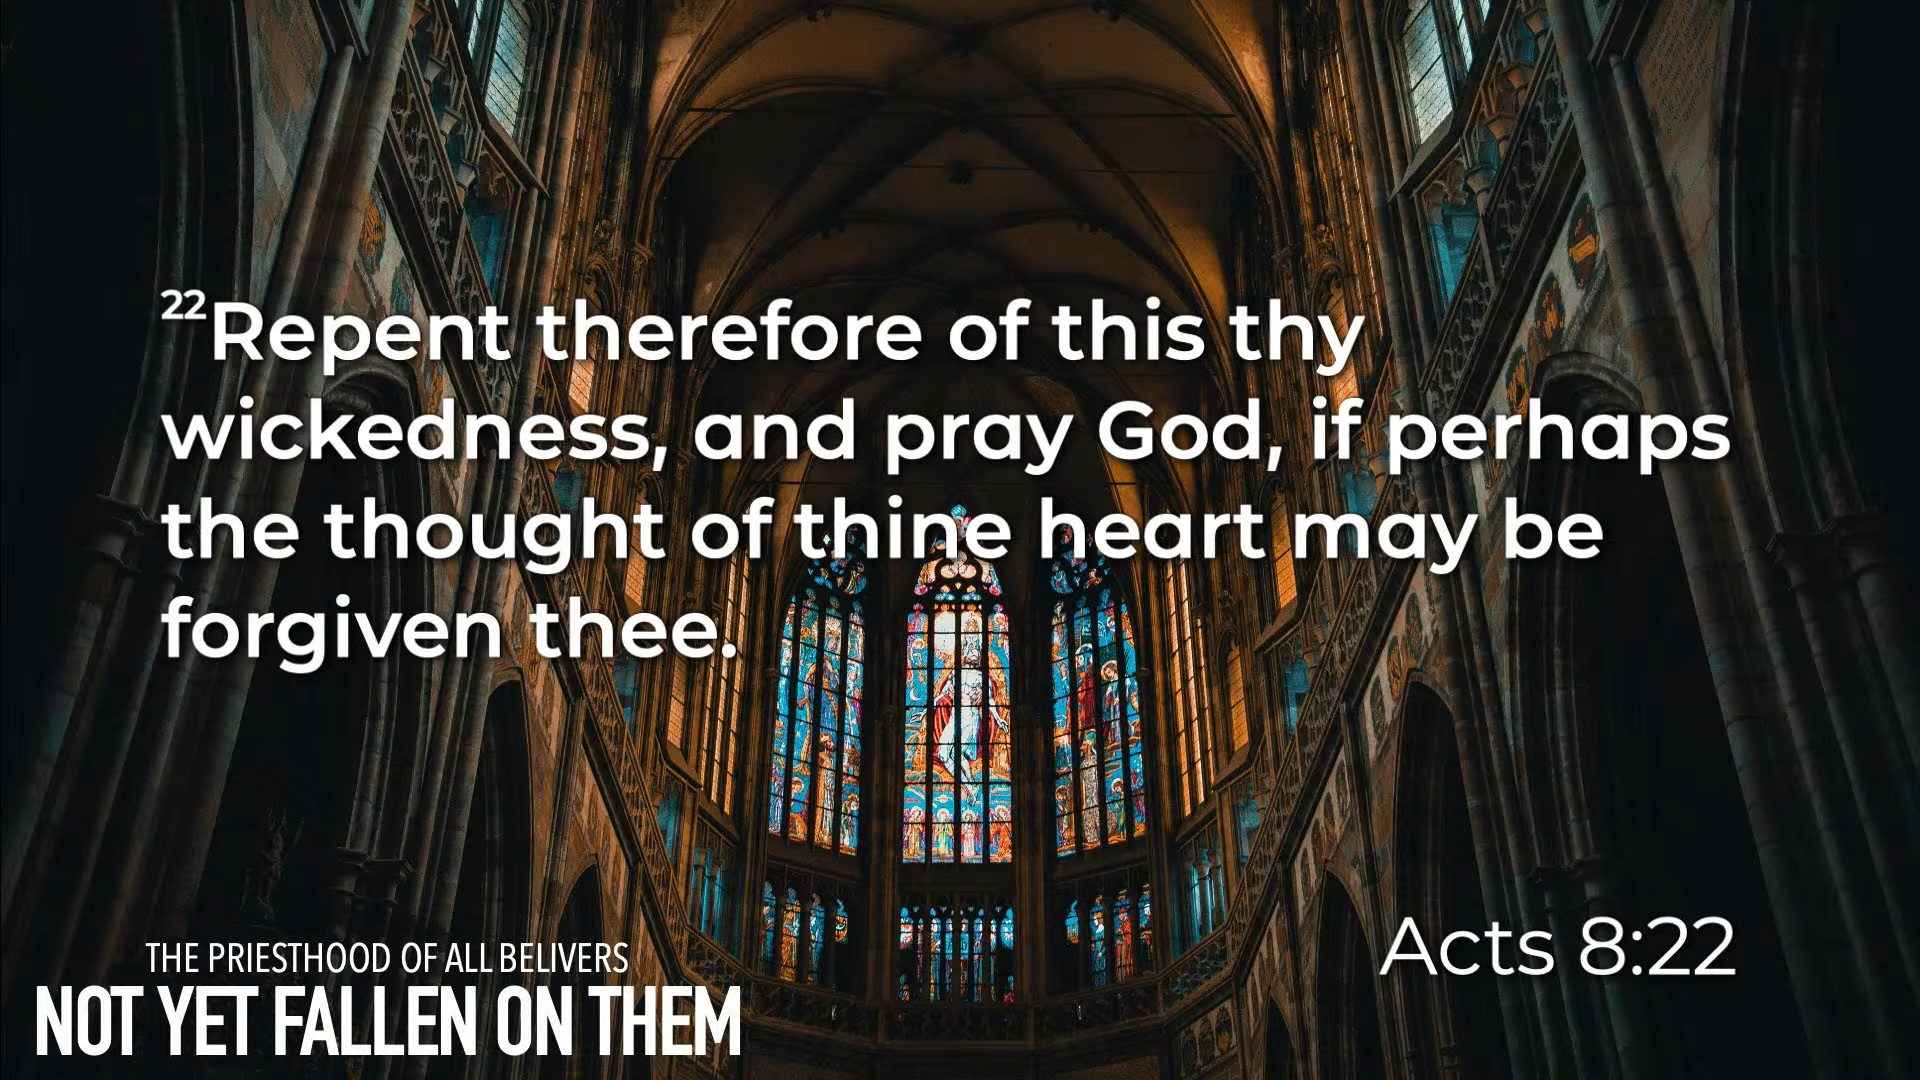 22Repent therefore of this thy
wickedness, and pray God, if perhaps
the thought of thine heart may be
forgiven thee.
Acts 8:22
THE PRIESTHOOD OF ALL BELIVERS
NOT YET FALLEN ON THEM